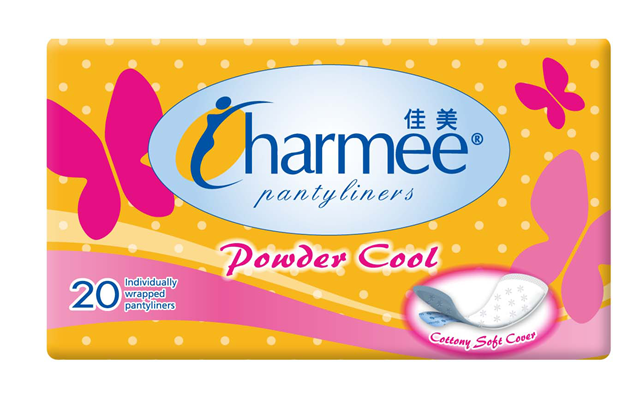 佳美
Charmee®
pantyliners
Powder Cool
20 Individually
wrapped
pantyliners
Cottony Soft Cover